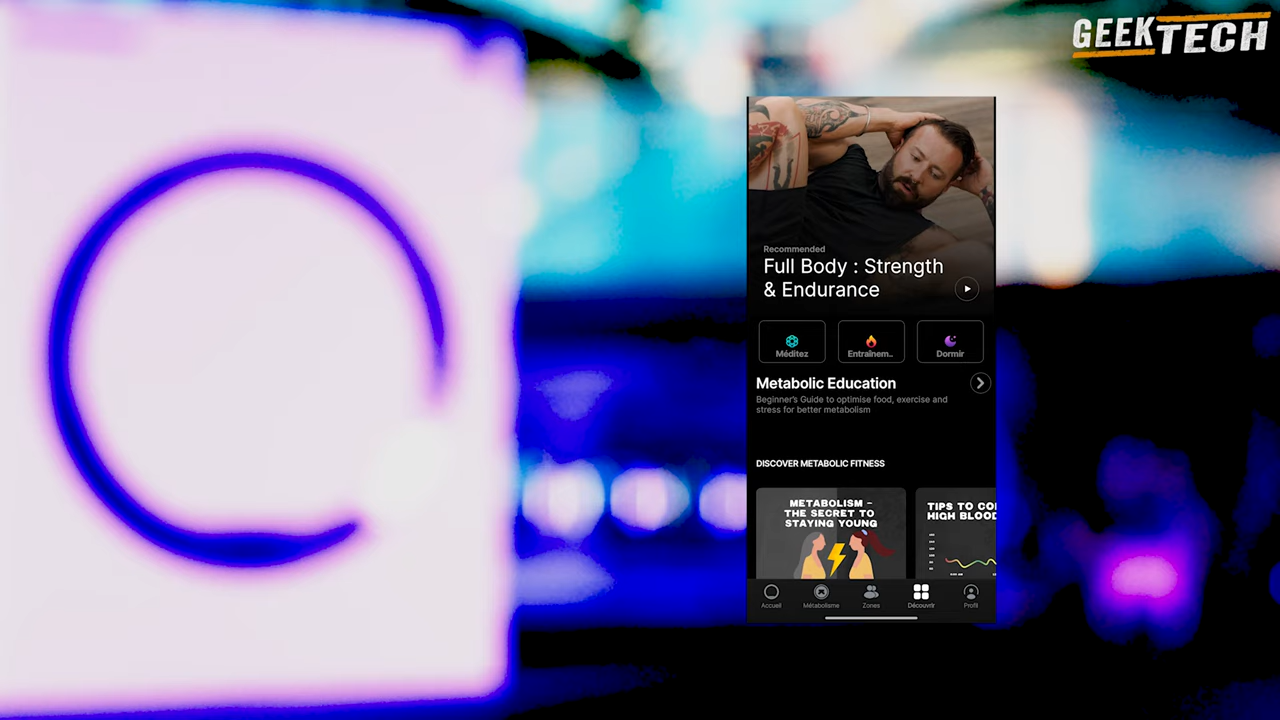 GEEKTECH
Recommended
Full Body : Strength
& Endurance
Méditez
Entraînem..
Dormir
Metabolic Education
Beginner's Guide to optimise food, exercise and
stress for better metabolism
DISCOVER METABOLIC FITNESS
METABOLISM -
THE SECRET TO
STAYING YOUNG
TIPS TO CO
HIGH BLOOD
Accueil
Métabolisme
Zones
Découvrir
Profil